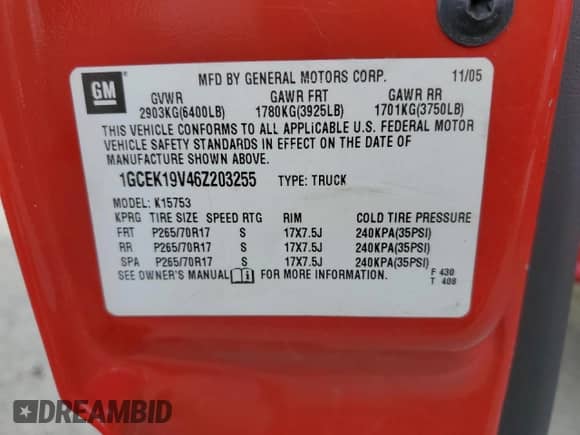 GM
MFD BY GENERAL MOTORS CORP. 11/05
GVWR GAWR FRT GAWR RR
2903KG(6400LB) 1780KG(3925LB) 1701KG(3750LB)
THIS VEHICLE CONFORMS TO ALL APPLICABLE U.S. FEDERAL MOTOR
VEHICLE SAFETY STANDARDS IN EFFECT ON THE DATE OF
MANUFACTURE SHOWN ABOVE.
1GCEK19V46Z203255 TYPE: TRUCK
MODEL: K15753
KPRG TIRE SIZE SPEED RTG RIM COLD TIRE PRESSURE
FRT P265/70R17 S 17X7.5J 240KPA(35PSI)
RR P265/70R17 S 17X7.5J 240KPA(35PSI)
SPA P265/70R17 S 17X7.5J 240KPA(35PSI)
SEE OWNER'S MANUAL FOR MORE INFORMATION. F 430
T 408
DREAMBID